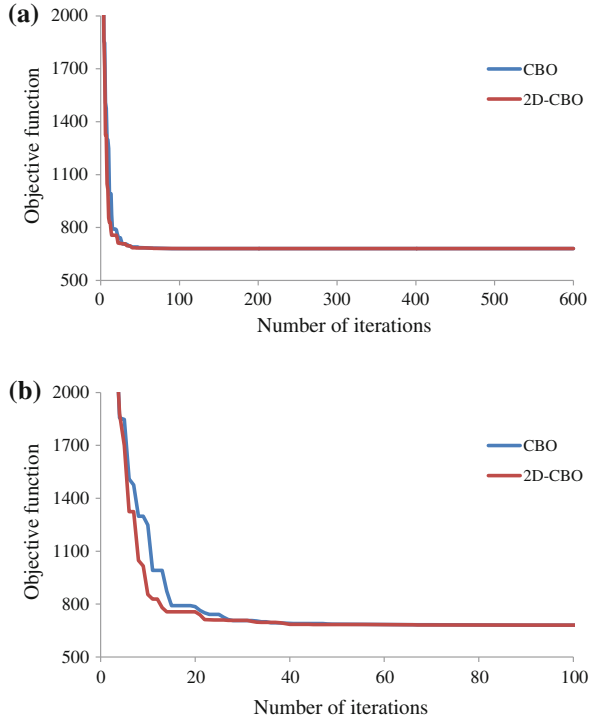 (a)
2000
1700
1400
1100
800
500
Objective function
CBO
2D-CBO
0 100 200 300 400 500 600
Number of iterations
(b)
2000
1700
1400
1100
800
500
Objective function
CBO
2D-CBO
0 20 40 60 80 100
Number of iterations